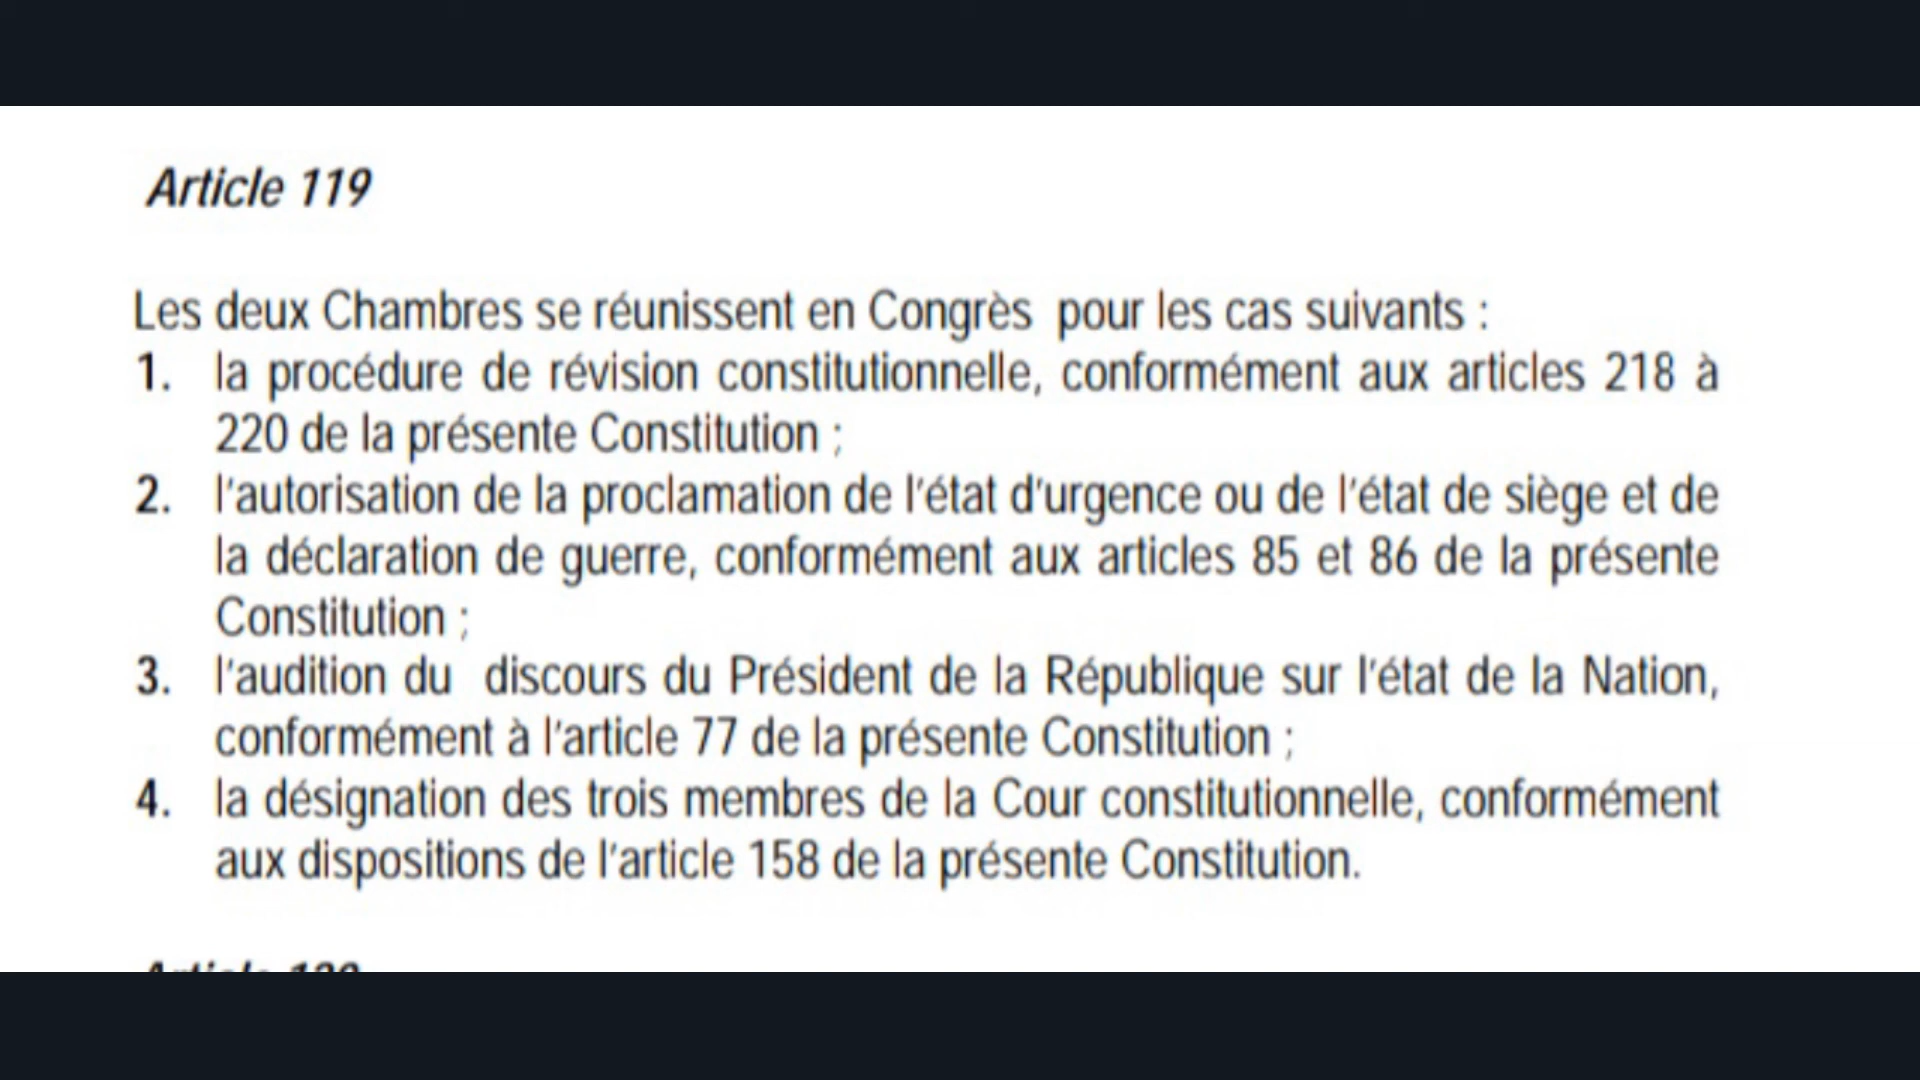 Article 119
Les deux Chambres se réunissent en Congrès pour les cas suivants :
1. la procédure de révision constitutionnelle, conformément aux articles 218 à
220 de la présente Constitution ;
2. l'autorisation de la proclamation de l'état d'urgence ou de l'état de siège et de
la déclaration de guerre, conformément aux articles 85 et 86 de la présente
Constitution ;
3. l'audition du discours du Président de la République sur l'état de la Nation,
conformément à l'article 77 de la présente Constitution ;
4. la désignation des trois membres de la Cour constitutionnelle, conformément
aux dispositions de l'article 158 de la présente Constitution.